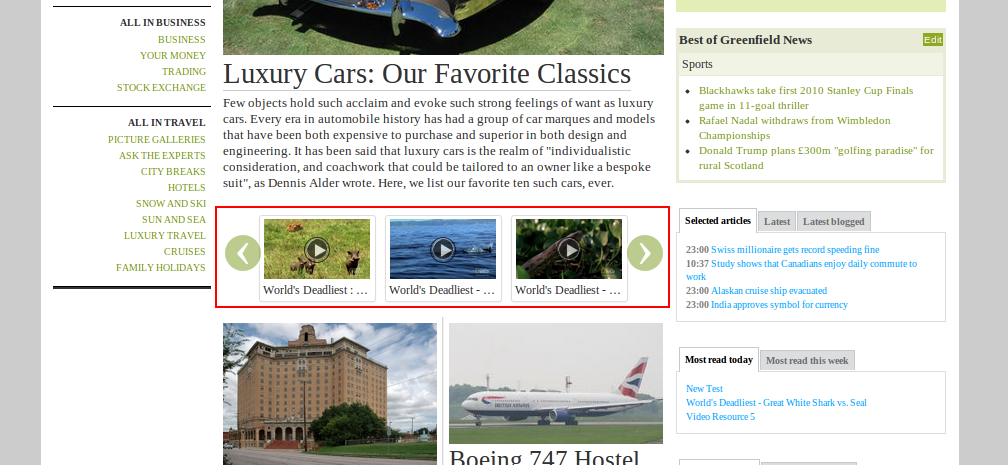 ALL IN BUSINESS
BUSINESS
YOUR MONEY
TRADING
STOCK EXCHANGE
ALL IN TRAVEL
PICTURE GALLERIES
ASK THE EXPERTS
CITY BREAKS
HOTELS
SNOW AND SKI
SUN AND SEA
LUXURY TRAVEL
CRUISES
FAMILY HOLIDAYS
Luxury Cars: Our Favorite Classics
Few objects hold such acclaim and evoke such strong feelings of want as luxury
cars. Every era in automobile history has had a group of car marques and models
that have been both expensive to purchase and superior in both design and
engineering. It has been said that luxury cars is the realm of "individualistic
consideration, and coachwork that could be tailored to an owner like a bespoke
suit", as Dennis Alder wrote. Here, we list our favorite ten such cars, ever.
World's Deadliest : …
World's Deadliest - …
World's Deadliest - …
BRITISH AIRWAYS
Boeing 747 Hostel
Best of Greenfield News
Edit
Sports
Blackhawks take first 2010 Stanley Cup Finals
game in 11-goal thriller
Rafael Nadal withdraws from Wimbledon
Championships
Donald Trump plans £300m "golfing paradise" for
rural Scotland
Selected articles
Latest
Latest blogged
23:00 Swiss millionaire gets record speeding fine
10:37 Study shows that Canadians enjoy daily commute to
work
23:00 Alaskan cruise ship evacuated
23:00 India approves symbol for currency
Most read today
Most read this week
New Test
World's Deadliest - Great White Shark vs. Seal
Video Resource 5